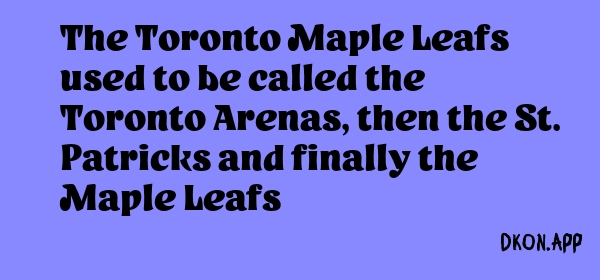 The Toronto Maple Leafs
used to be called the
Toronto Arenas, then the St.
Patricks and finally the
Maple Leafs
DKON.APP